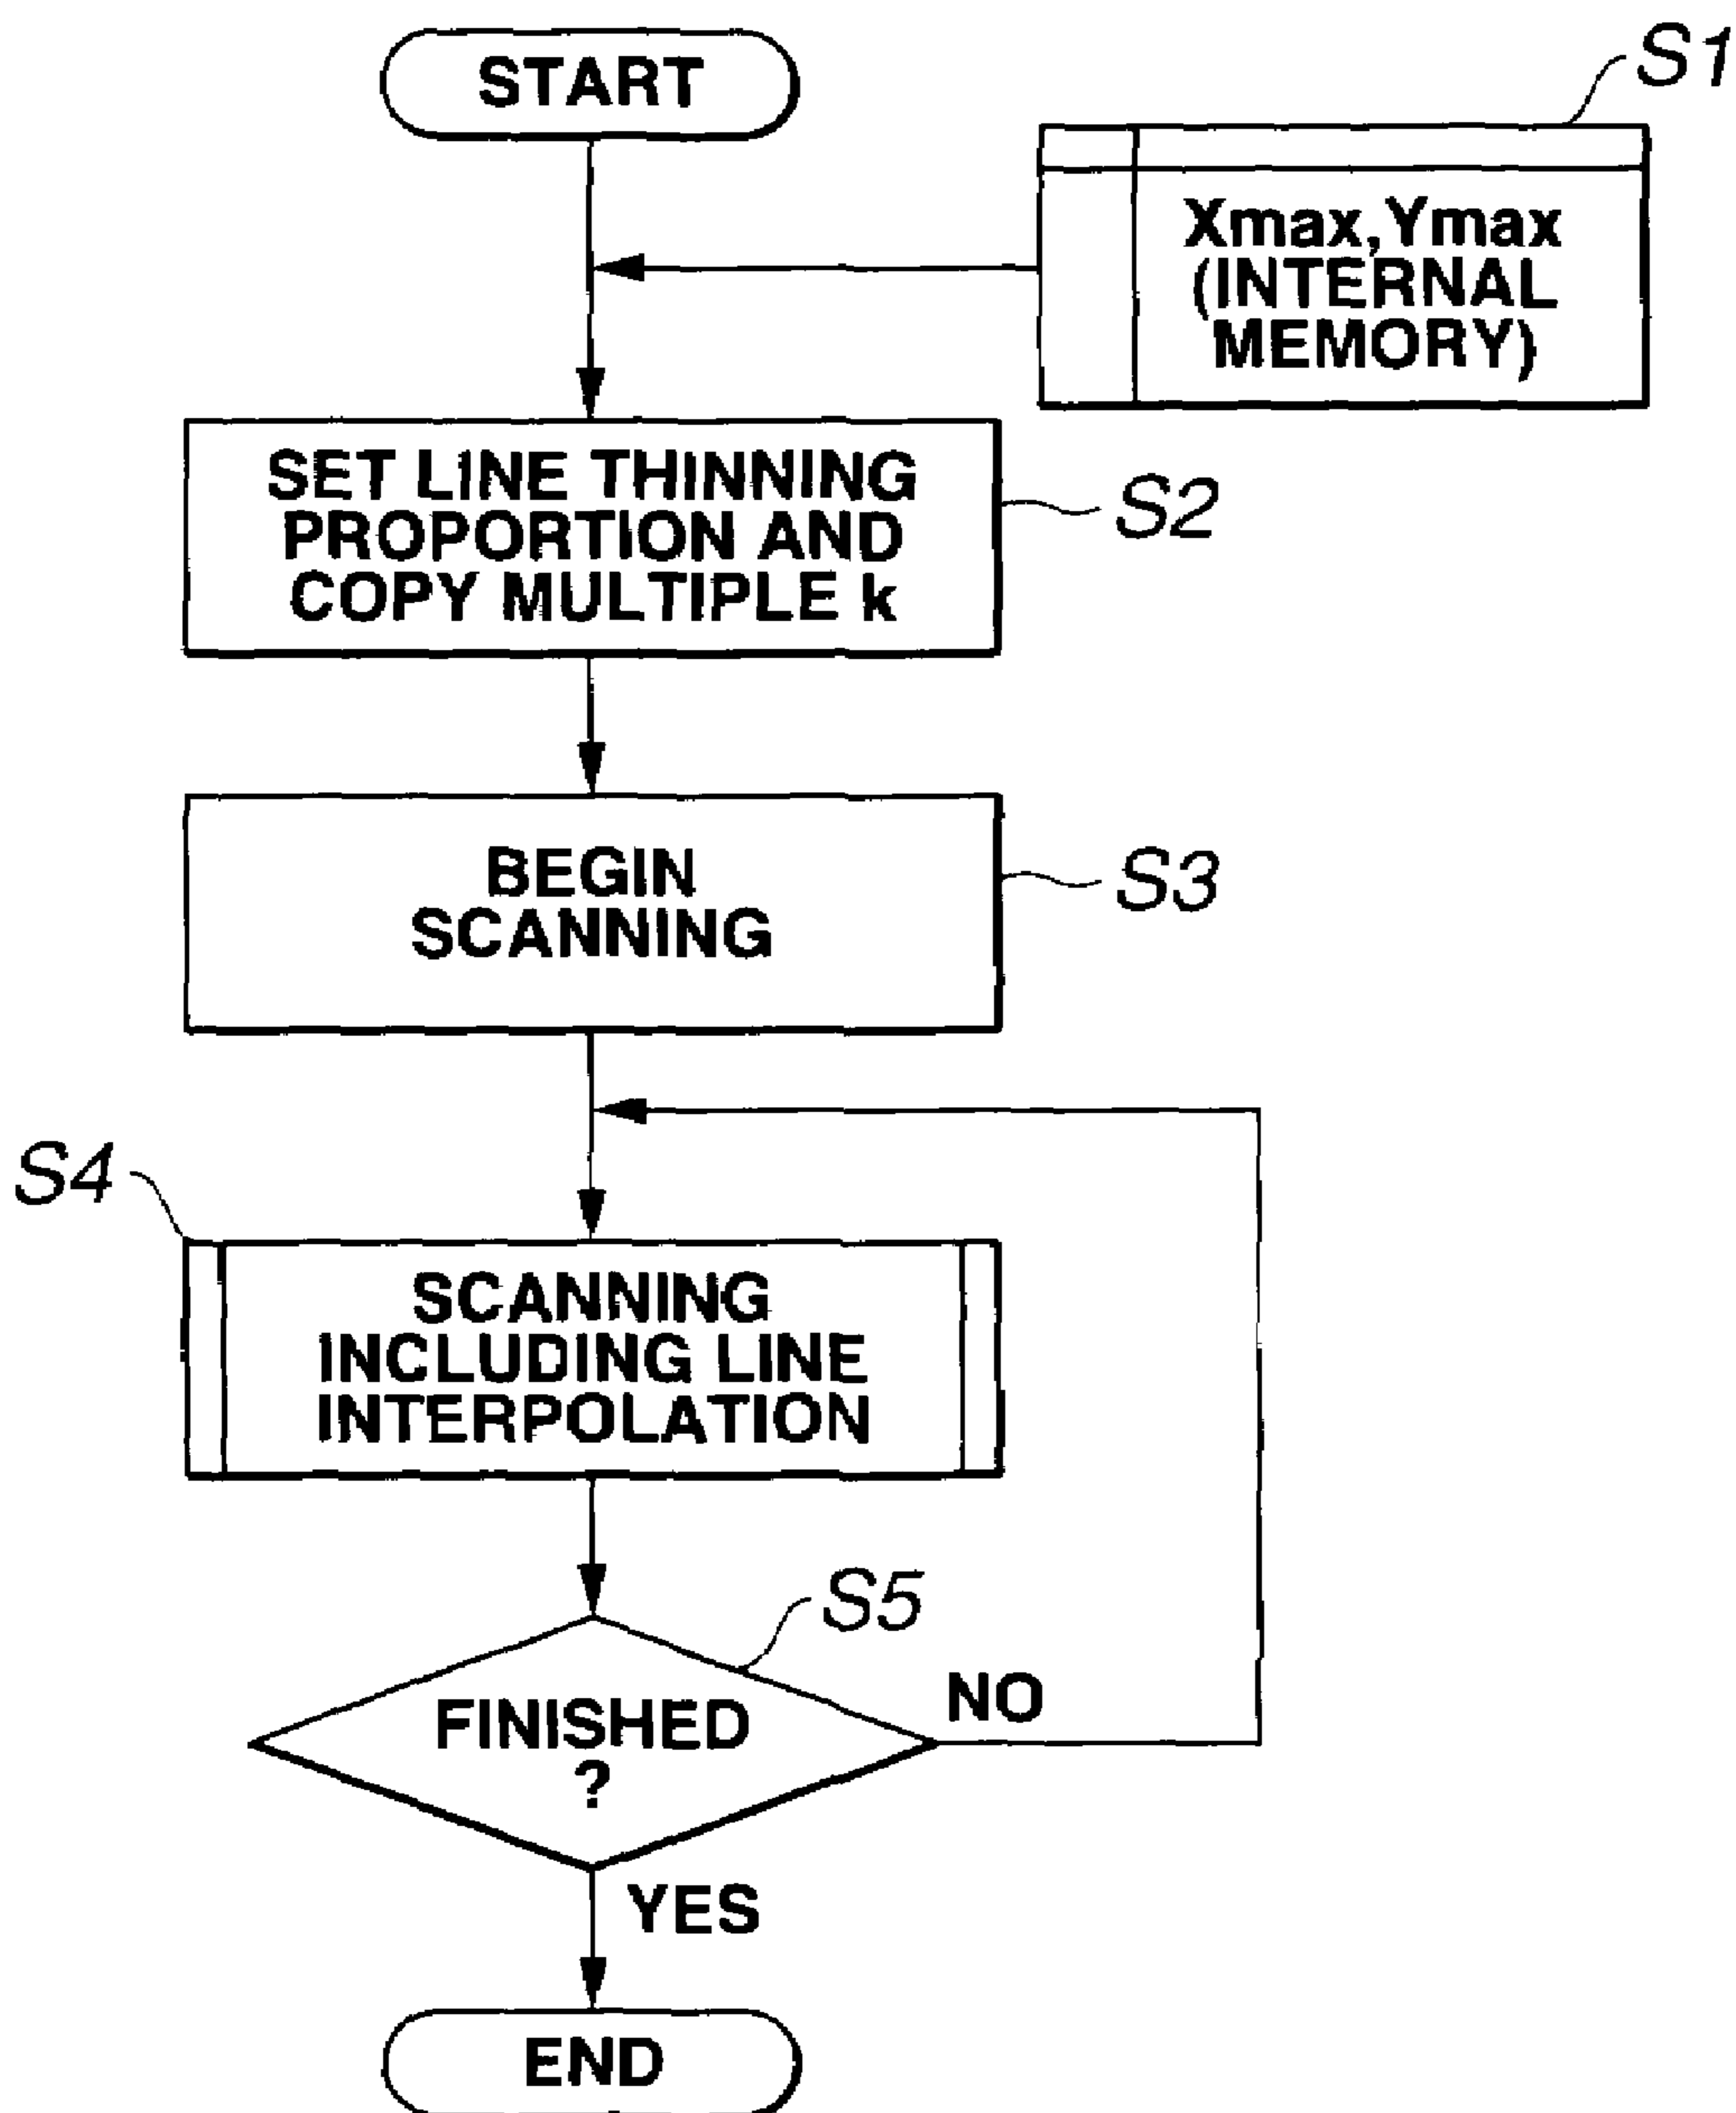 START
S1
Xmax,Ymax
(INTERNAL
MEMORY)
SET LINE THINNING
PROPORTION AND
COPY MULTIPLE k
S2
BEGIN
SCANNING
S3
S4
SCANNING
INCLUDING LINE
INTERPOLATION
S5
FINISHED
?
NO
YES
END